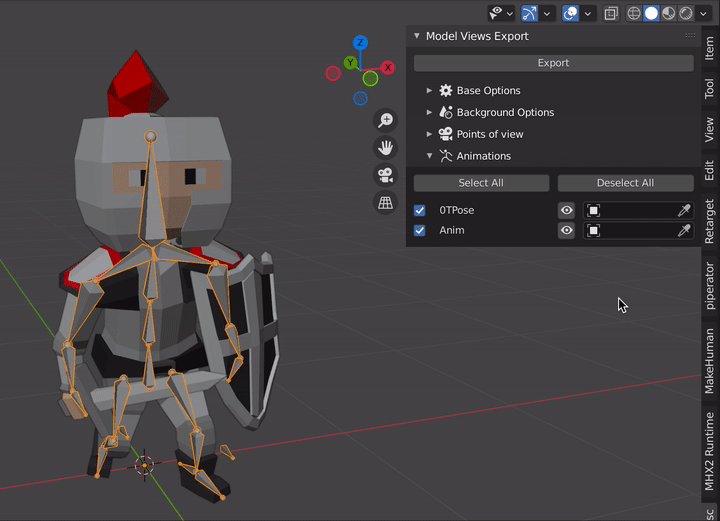 Model Views Export
Export
Base Options
Background Options
Points of view
Animations
Select All
Deselect All
0TPose
Anim
Z
Y
X
Item
Tool
View
Edit
Retarget
piperator
MakeHuman
MHX2 Runtime
sc